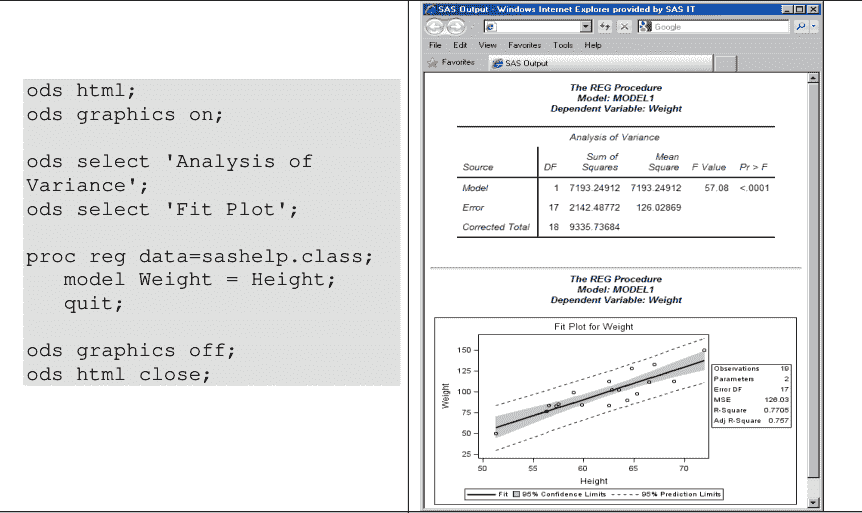 ods html;
ods graphics on;
ods select 'Analysis of
Variance';
ods select 'Fit Plot';
proc reg data=sashelp.class;
model Weight = Height;
quit;
ods graphics off;
ods html close;
SAS Output - Windows Internet Explorer provided by SAS IT
Google
File Edit View Favorites Tools Help
Favorites SAS Output
The REG Procedure
Model: MODEL1
Dependent Variable: Weight
Analysis of Variance
Source DF Sum of Squares Mean Square F Value Pr > F
Model 1 7193.24912 7193.24912 57.08 <.0001
Error 17 2142.48772 126.02869
Corrected Total 18 9335.73684
The REG Procedure
Model: MODEL1
Dependent Variable: Weight
Fit Plot for Weight
150
125
100
75
50
25
Weight
50 55 60 65 70
Height
Observations 19
Parameters 2
Error DF 17
MSE 126.03
R-Square 0.7705
Adj R-Square 0.757
Fit 95% Confidence Limits 95% Prediction Limits